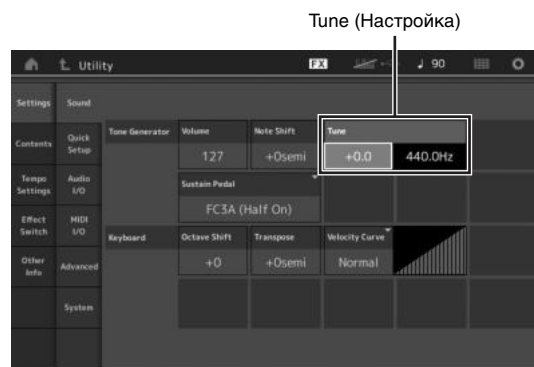 Tune (Настройка)
Utility FX 90
Settings Sound
Tone Generator Volume Note Shift Tune
Contents Quick Setup
127 +0semi +0.0 440.0Hz
Tempo Settings Audio I/O
Sustain Pedal
FC3A (Half On)
Effect Switch MIDI I/O
Keyboard Octave Shift Transpose Velocity Curve
Other Info Advanced
+0 +0semi Normal
System